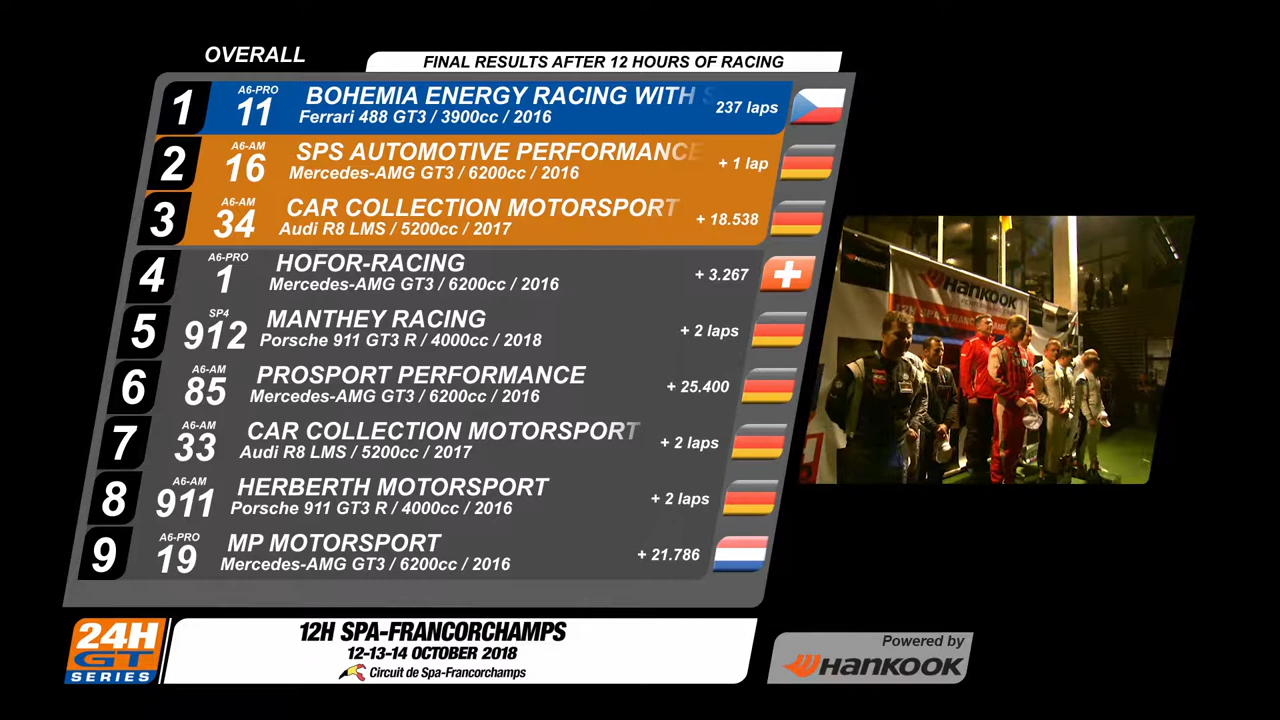 OVERALL
FINAL RESULTS AFTER 12 HOURS OF RACING
1 A6-PRO 11 BOHEMIA ENERGY RACING WITH S 237 laps
Ferrari 488 GT3 / 3900cc / 2016
2 A6-AM 16 SPS AUTOMOTIVE PERFORMANCE + 1 lap
Mercedes-AMG GT3 / 6200cc / 2016
3 A6-AM 34 CAR COLLECTION MOTORSPORT + 18.538
Audi R8 LMS / 5200cc / 2017
4 A6-PRO 1 HOFOR-RACING + 3.267
Mercedes-AMG GT3 / 6200cc / 2016
5 SP4 912 MANTHEY RACING + 2 laps
Porsche 911 GT3 R / 4000cc / 2018
6 A6-AM 85 PROSPORT PERFORMANCE + 25.400
Mercedes-AMG GT3 / 6200cc / 2016
7 A6-AM 33 CAR COLLECTION MOTORSPORT + 2 laps
Audi R8 LMS / 5200cc / 2017
8 A6-AM 911 HERBERTH MOTORSPORT + 2 laps
Porsche 911 GT3 R / 4000cc / 2016
9 A6-PRO 19 MP MOTORSPORT + 21.786
Mercedes-AMG GT3 / 6200cc / 2016
HANKOOK
12H SPA-FRANCORCHAMPS
24H
GT
SERIES
12H SPA-FRANCORCHAMPS
12-13-14 OCTOBER 2018
Circuit de Spa-Francorchamps
Powered by
HANKOOK